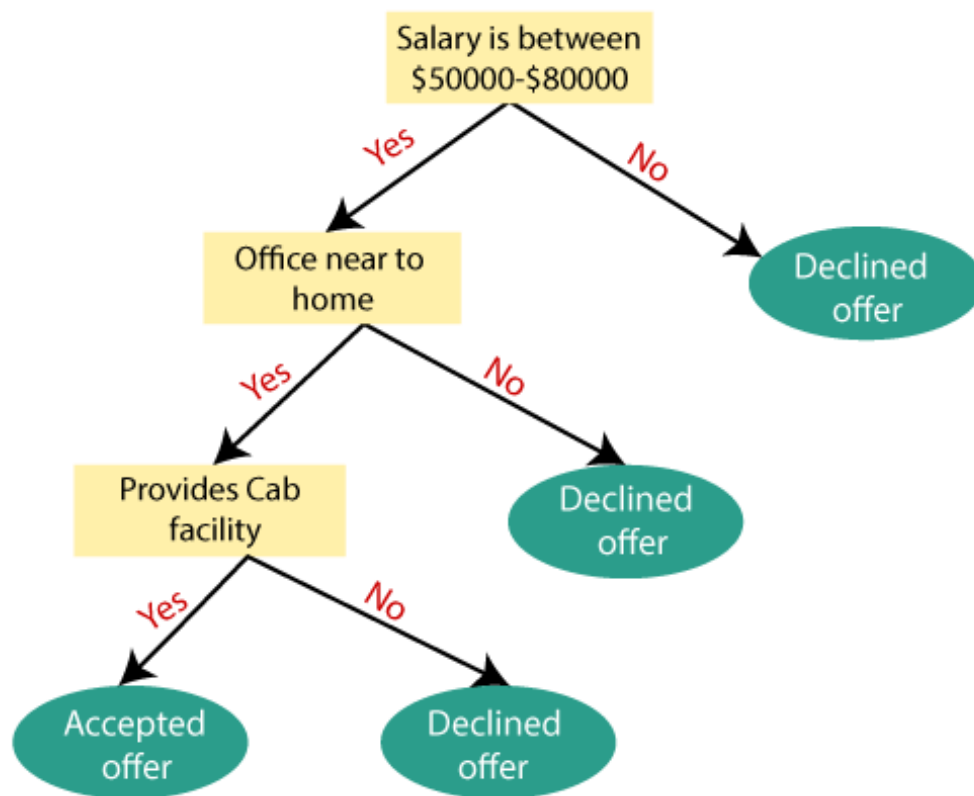 Salary is between
$50000-$80000
Yes
No
Office near to
home
Declined
offer
Yes
No
Provides Cab
facility
Declined
offer
Yes
No
Accepted
offer
Declined
offer